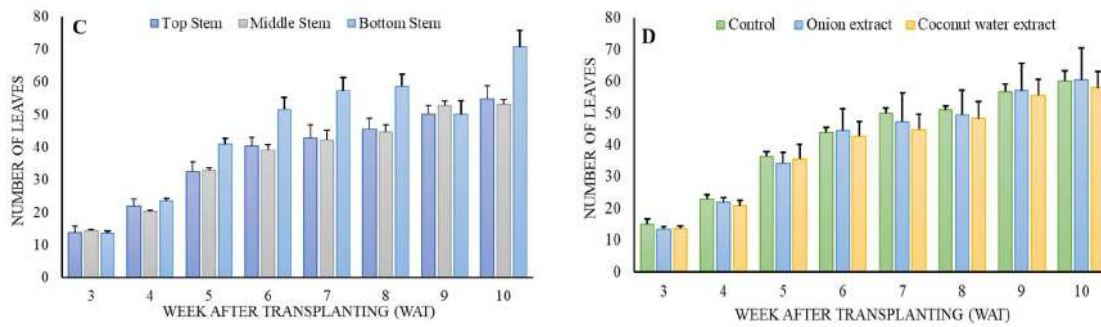 C
Top Stem Middle Stem Bottom Stem
NUMBER OF LEAVES
80
70
60
50
40
30
20
10
0
3 4 5 6 7 8 9 10
WEEK AFTER TRANSPLANTING (WAT)
D
Control Onion extract Coconut water extract
NUMBER OF LEAVES
80
70
60
50
40
30
20
10
0
3 4 5 6 7 8 9 10
WEEK AFTER TRANSPLANTING (WAT)